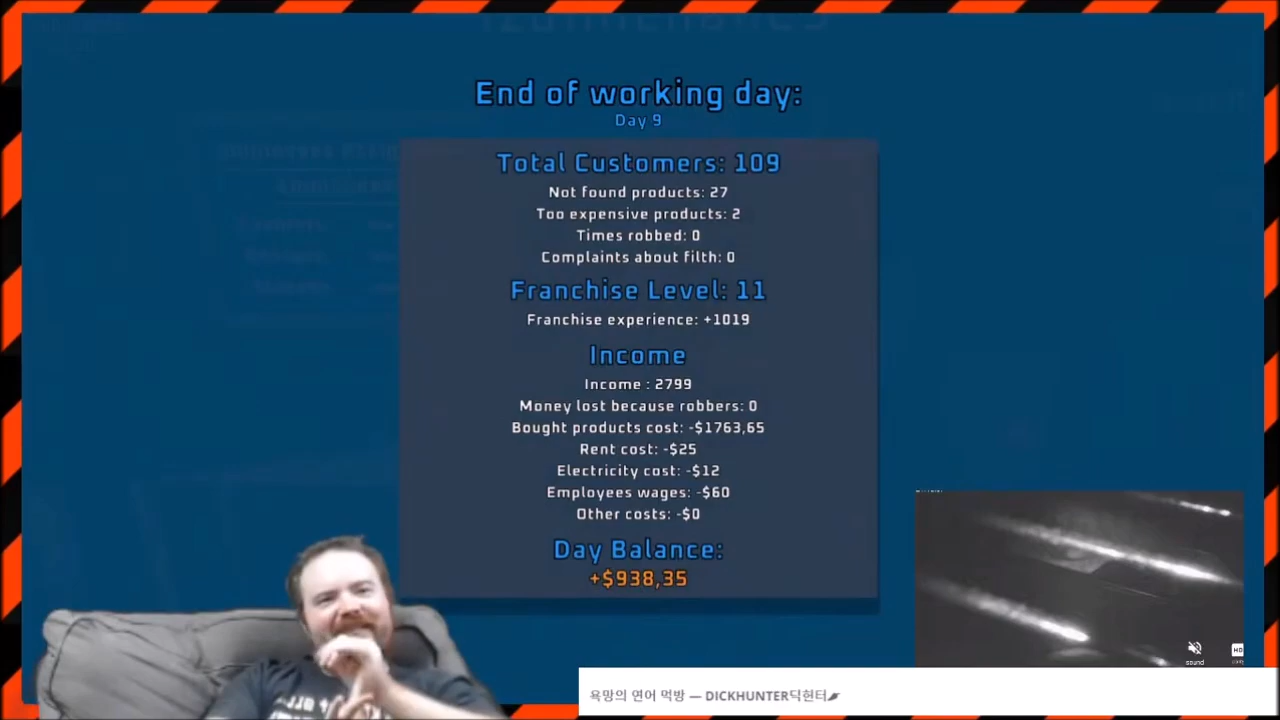 End of working day:
Day 9
Total Customers: 109
Not found products: 27
Too expensive products: 2
Times robbed: 0
Complaints about filth: 0
Franchise Level: 11
Franchise experience: +1019
Income
Income : 2799
Money lost because robbers: 0
Bought products cost: -$1763,65
Rent cost: -$25
Electricity cost: -$12
Employees wages: -$60
Other costs: -$0
Day Balance:
+$938,35
HD
sound
욕망의 연어 먹방 — DICKHUNTER딕헌터